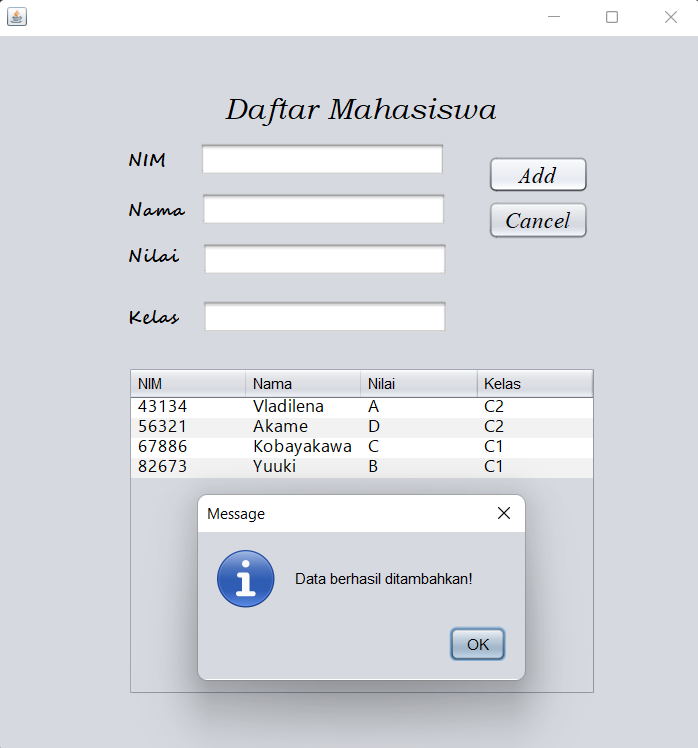 Daftar Mahasiswa
NIM
Add
Nama
Cancel
Nilai
Kelas
NIM Nama Nilai Kelas
43134 Vladilena A C2
56321 Akame D C2
67886 Kobayakawa C C1
82673 Yuuki B C1
Message
Data berhasil ditambahkan!
OK